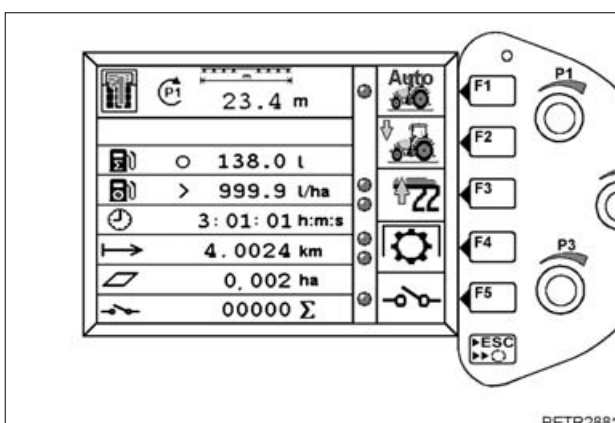 Auto
F1
P1
P1
m
23.4 m
F2
138.0 l
> 999.9 l/ha
F3
22
3:01:01 h:m:s
4.0024 km
F4
P3
0,002 ha
00000 Σ
F5
▶ESC
▶▶